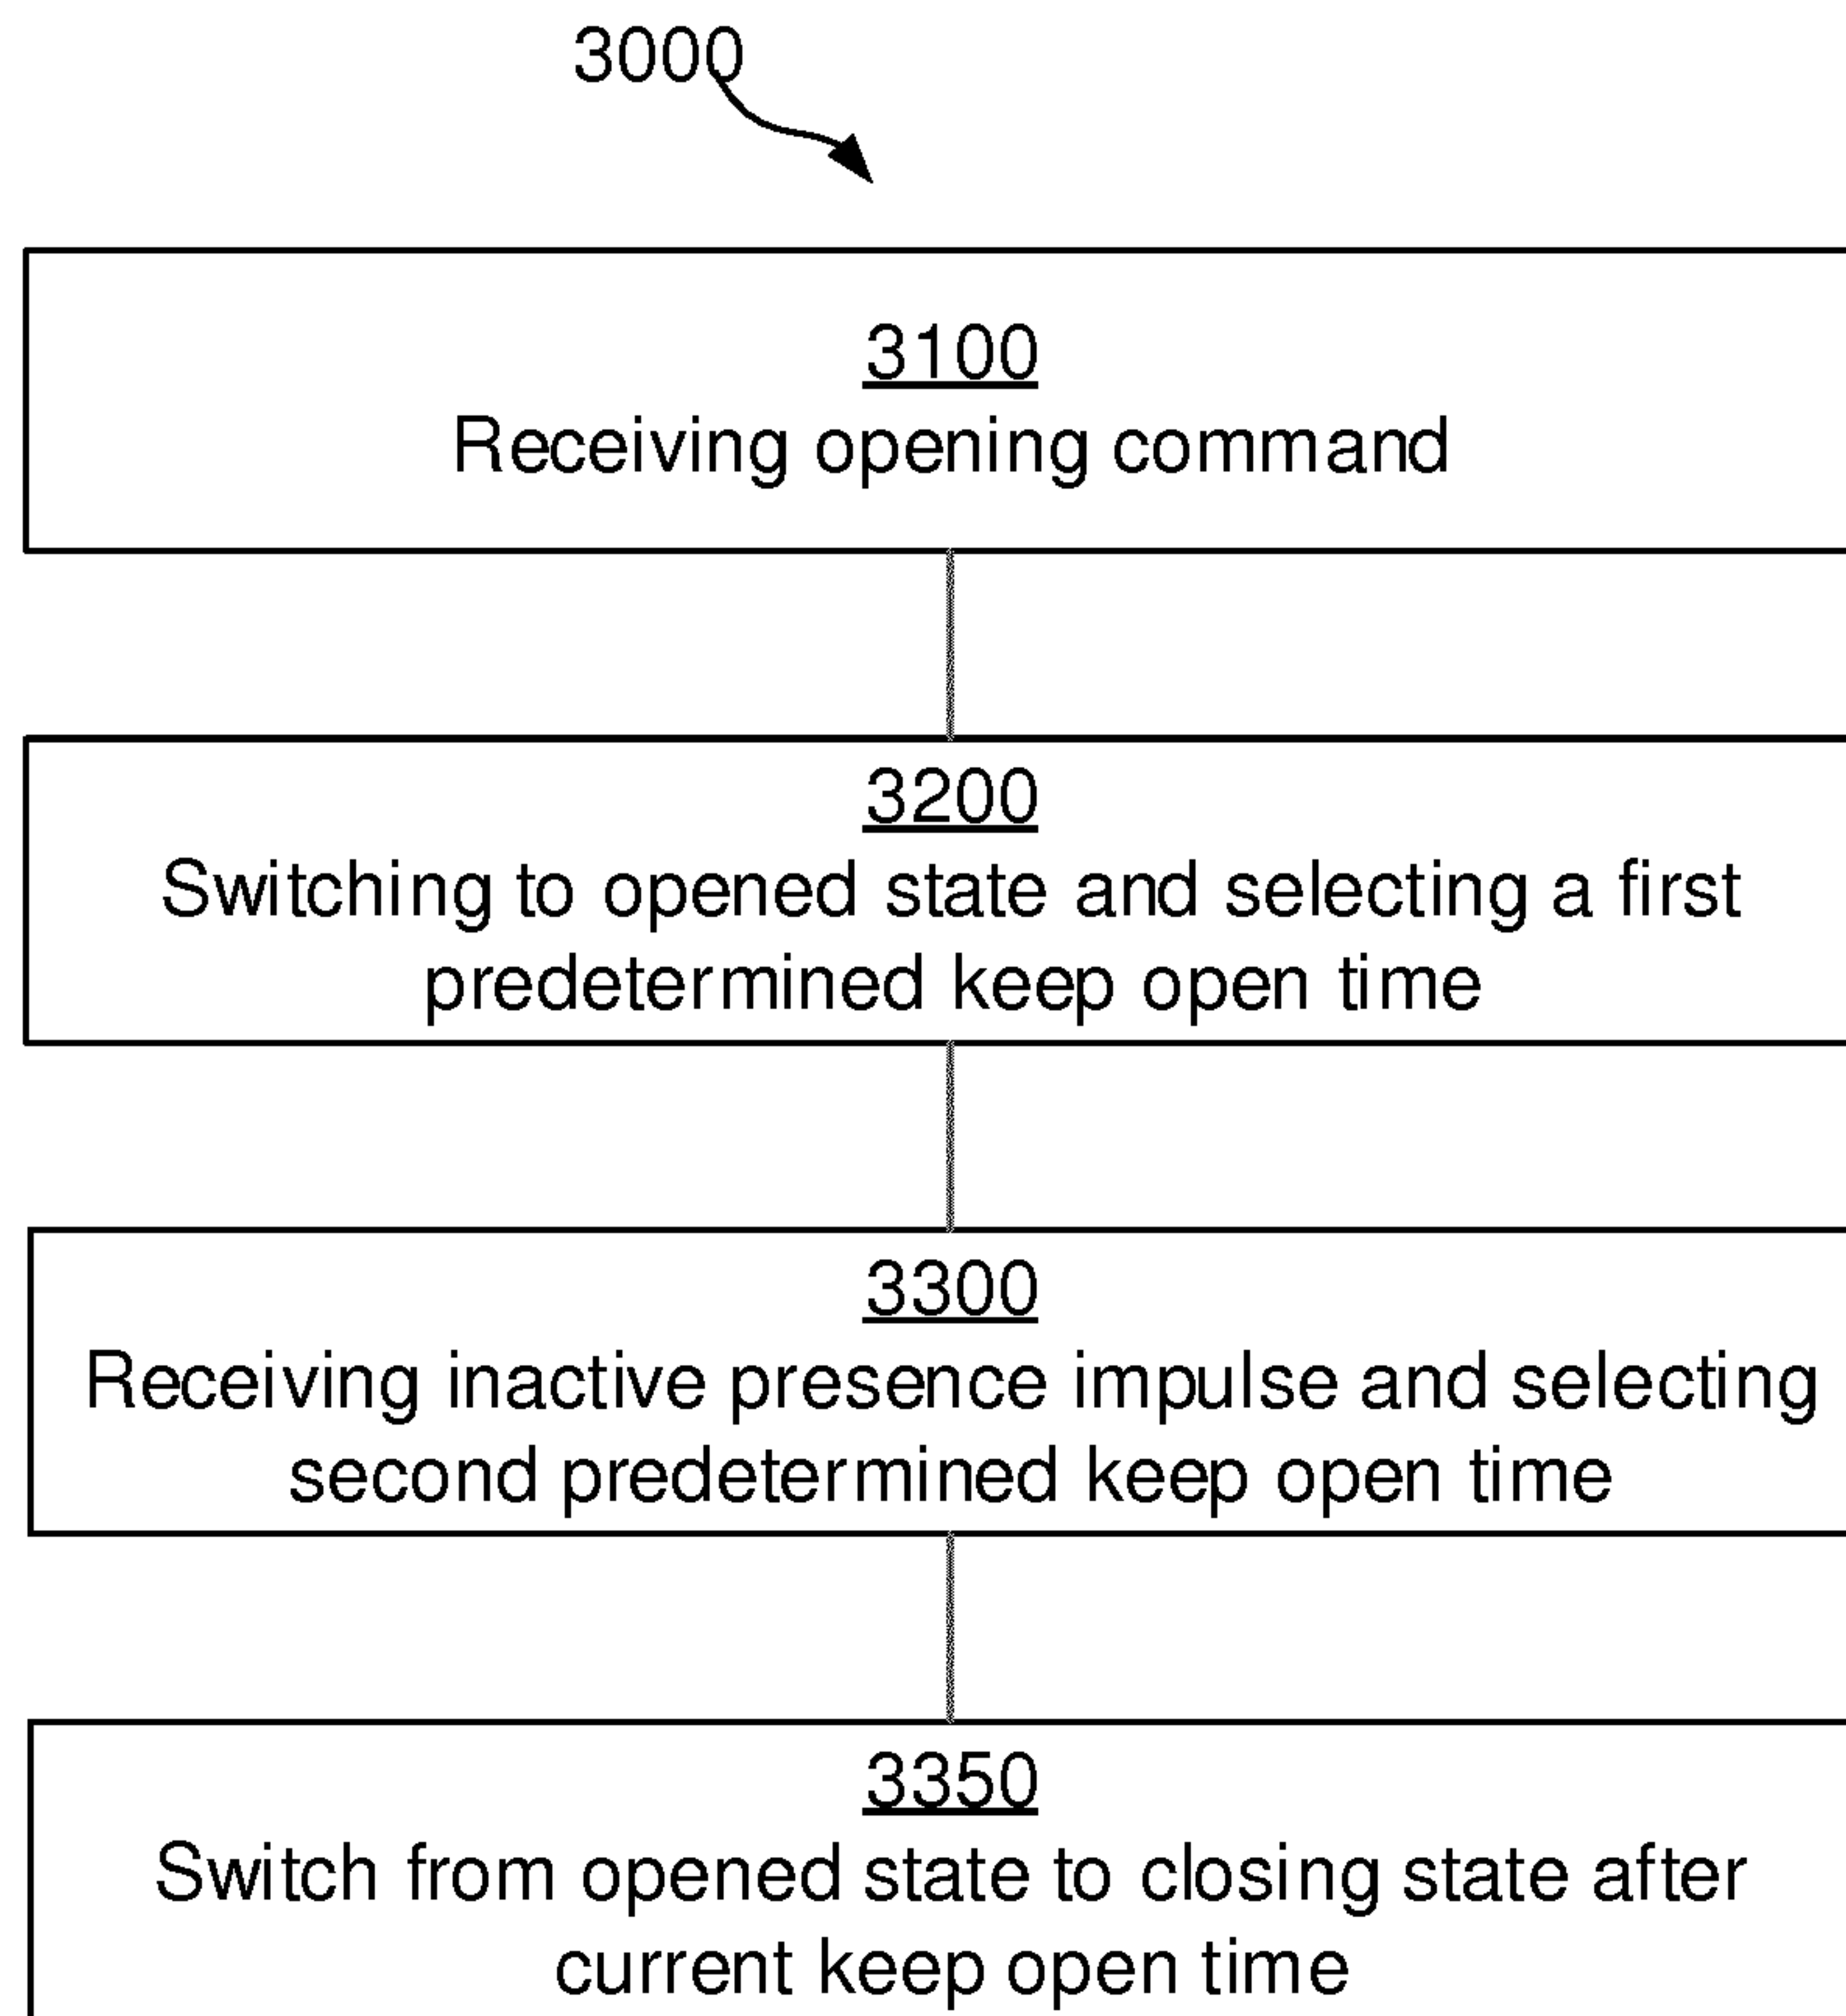 3000
3100
Receiving opening command
3200
Switching to opened state and selecting a first
predetermined keep open time
3300
Receiving inactive presence impulse and selecting
second predetermined keep open time
3350
Switch from opened state to closing state after
current keep open time